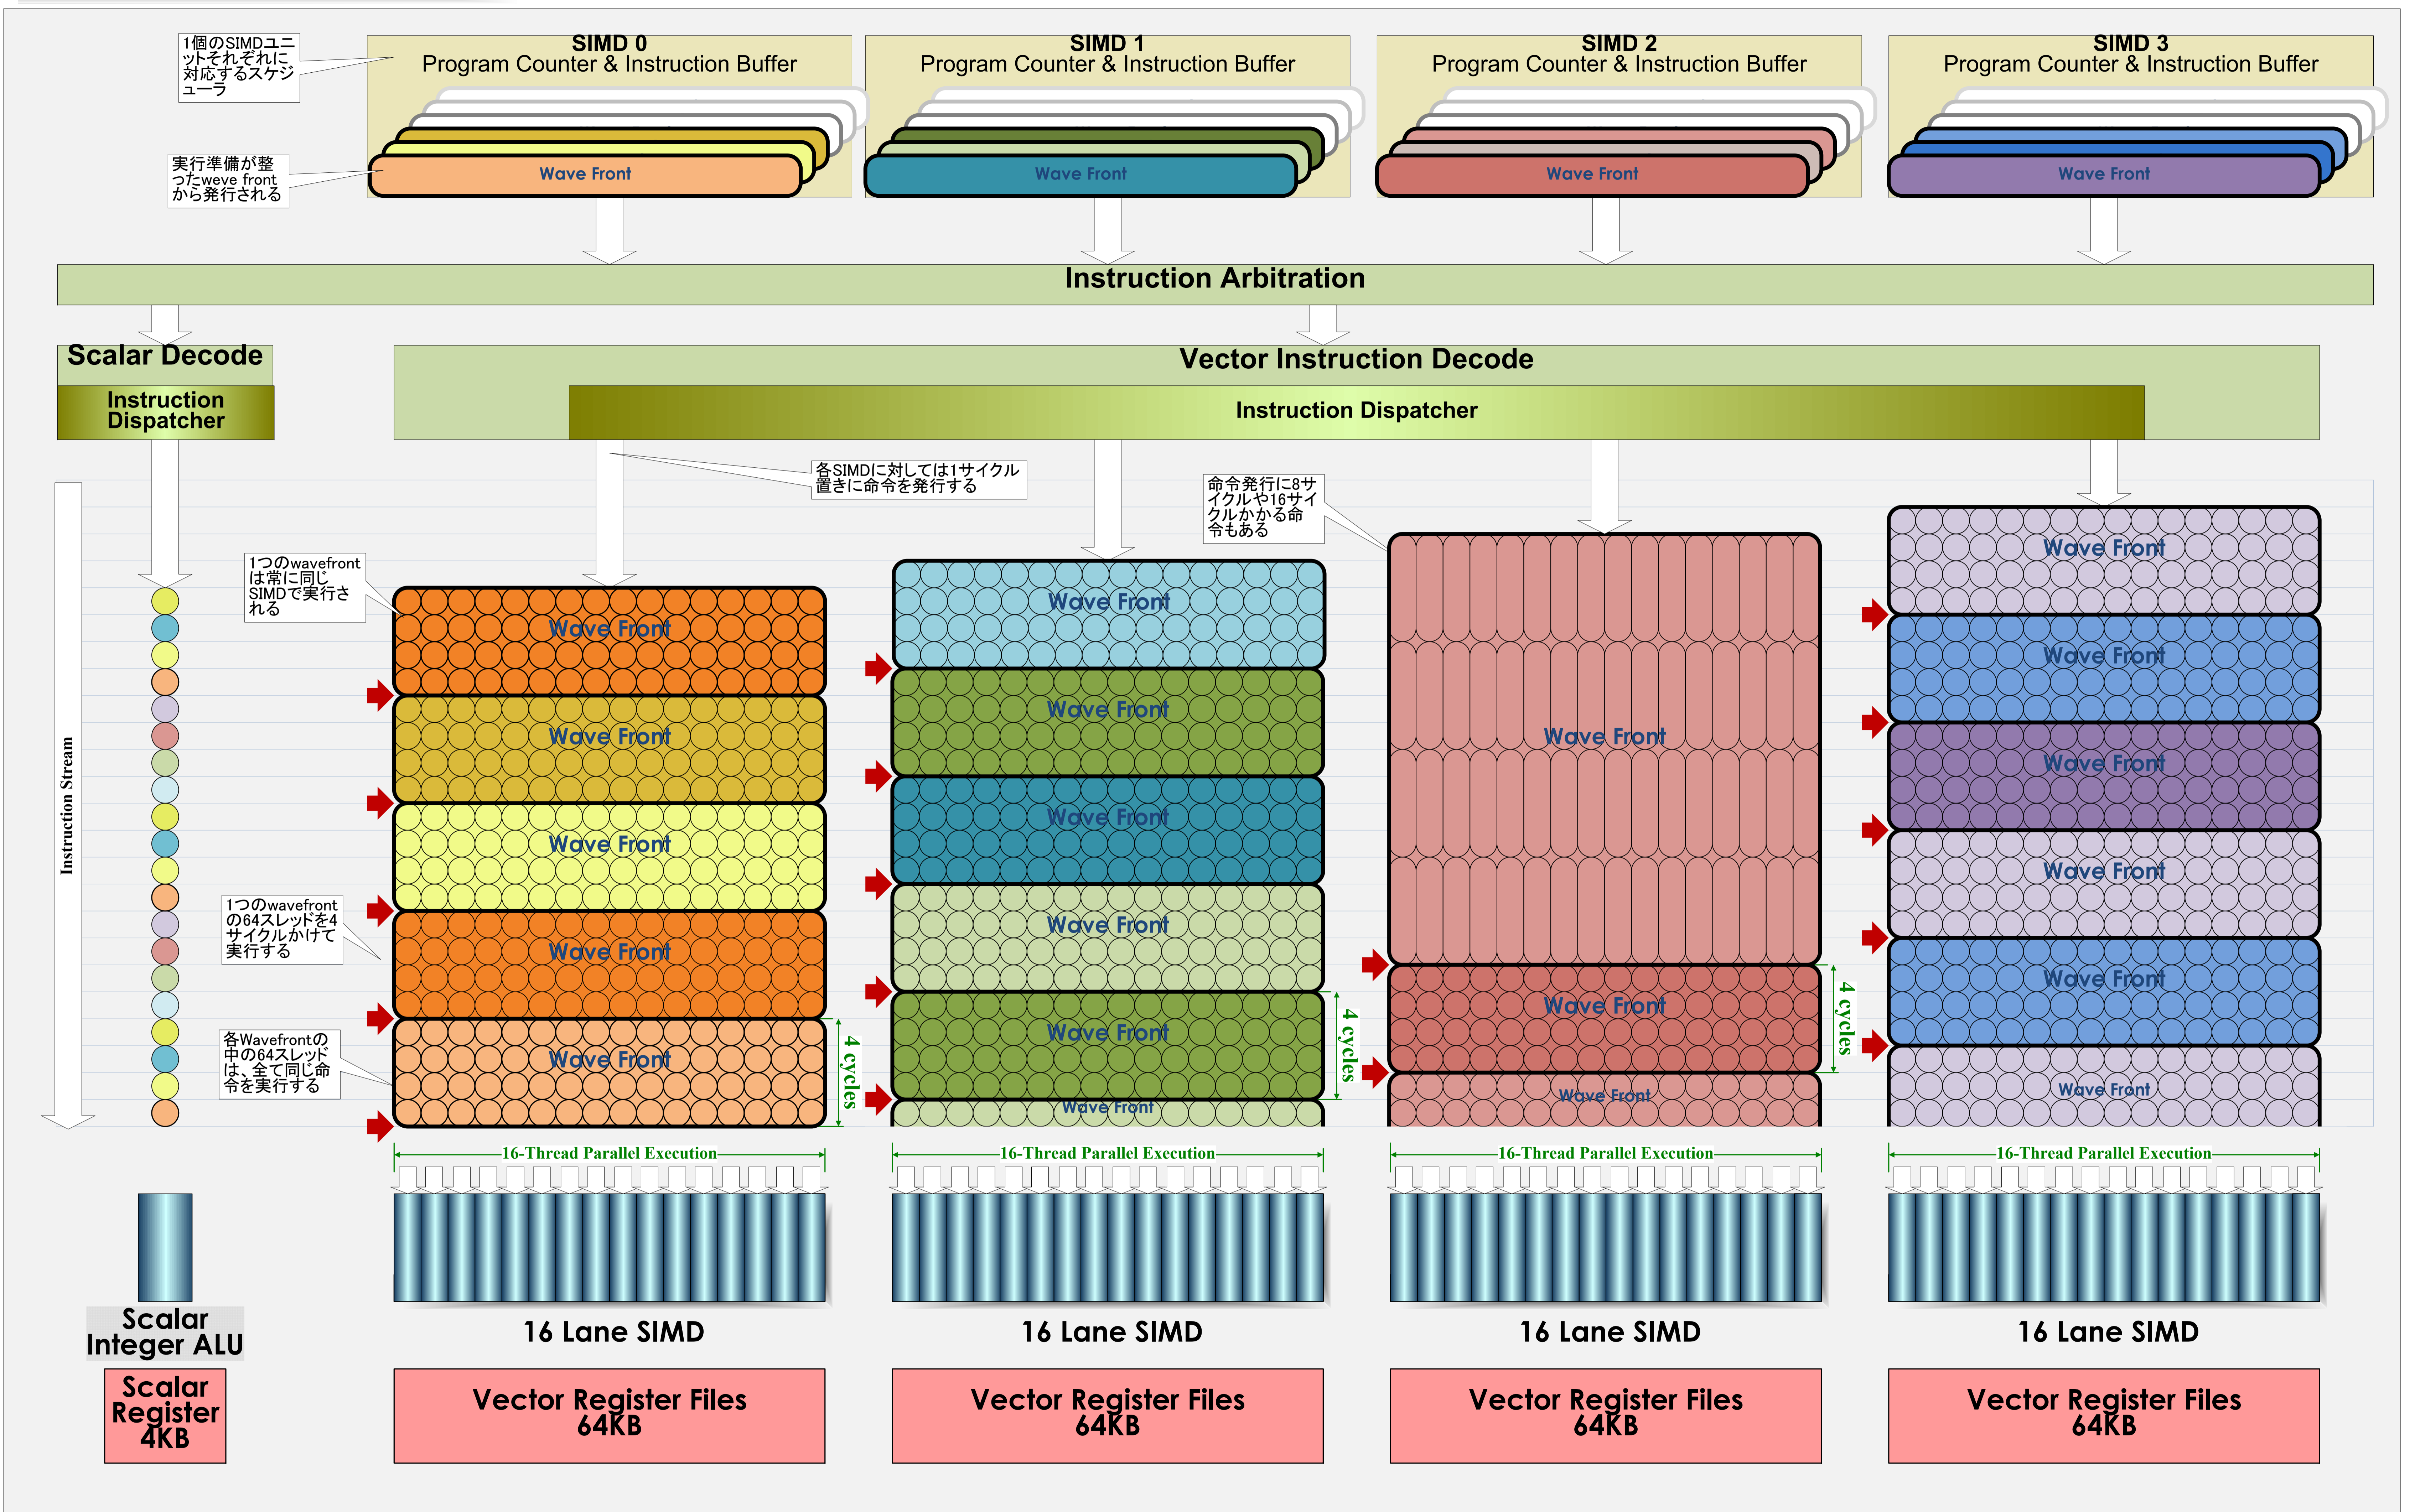 1個のSIMDユニ
ットそれぞれに
対応するスケジ
ューラ
SIMD 0
Program Counter & Instruction Buffer
SIMD 1
Program Counter & Instruction Buffer
SIMD 2
Program Counter & Instruction Buffer
SIMD 3
Program Counter & Instruction Buffer
実行準備が整
ったweve front
から発行される
Wave Front
Wave Front
Wave Front
Wave Front
Instruction Arbitration
Scalar Decode
Instruction
Dispatcher
Vector Instruction Decode
Instruction Dispatcher
各SIMDに対しては1サイクル
置きに命令を発行する
命令発行に8サ
イクルや16サイ
クルかかる命
令もある
Instruction Stream
1つのwavefront
は常に同じ
SIMDで実行さ
れる
1つのwavefront
の64スレッドを4
サイクルかけて
実行する
各Wavefrontの
中の64スレッド
は、全て同じ命
令を実行する
Wave Front
Wave Front
Wave Front
Wave Front
Wave Front
4 cycles
Wave Front
Wave Front
Wave Front
Wave Front
Wave Front
Wave Front
4 cycles
Wave Front
Wave Front
Wave Front
4 cycles
Wave Front
Wave Front
Wave Front
Wave Front
Wave Front
Wave Front
16-Thread Parallel Execution
16-Thread Parallel Execution
16-Thread Parallel Execution
16-Thread Parallel Execution
Scalar
Integer ALU
16 Lane SIMD
16 Lane SIMD
16 Lane SIMD
16 Lane SIMD
Scalar
Register
4KB
Vector Register Files
64KB
Vector Register Files
64KB
Vector Register Files
64KB
Vector Register Files
64KB